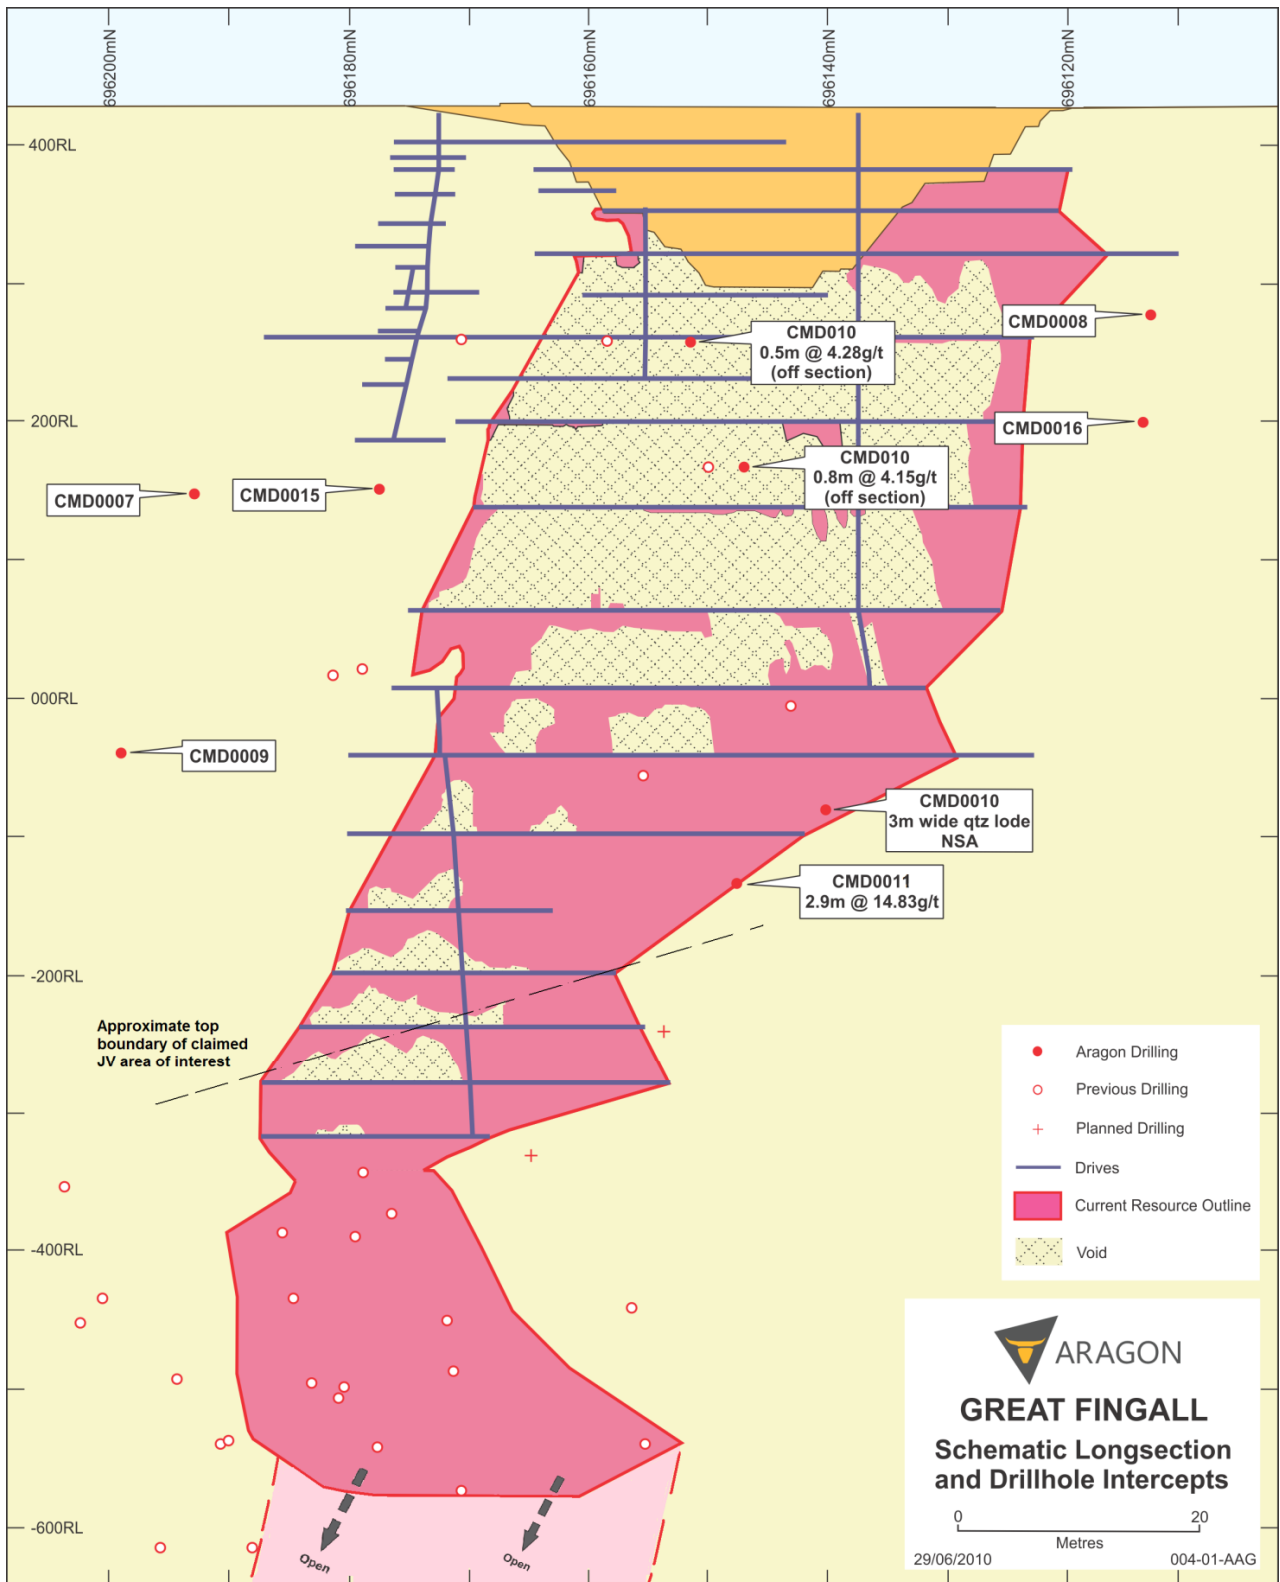 696200mN
696180mN
696160mN
696140mN
696120mN
400RL
CMD0008
CMD010
0.5m @ 4.28g/t
(off section)
200RL
CMD0016
CMD010
0.8m @ 4.15g/t
(off section)
CMD0007
CMD0015
000RL
CMD0009
CMD0010
3m wide qtz lode
NSA
CMD0011
2.9m @ 14.83g/t
-200RL
Approximate top
boundary of claimed
JV area of interest
Aragon Drilling
Previous Drilling
Planned Drilling
Drives
Current Resource Outline
Void
-400RL
ARAGON
GREAT FINGALL
Schematic Longsection
and Drillhole Intercepts
0 20
Metres
29/06/2010 004-01-AAG
-600RL
Open
Open